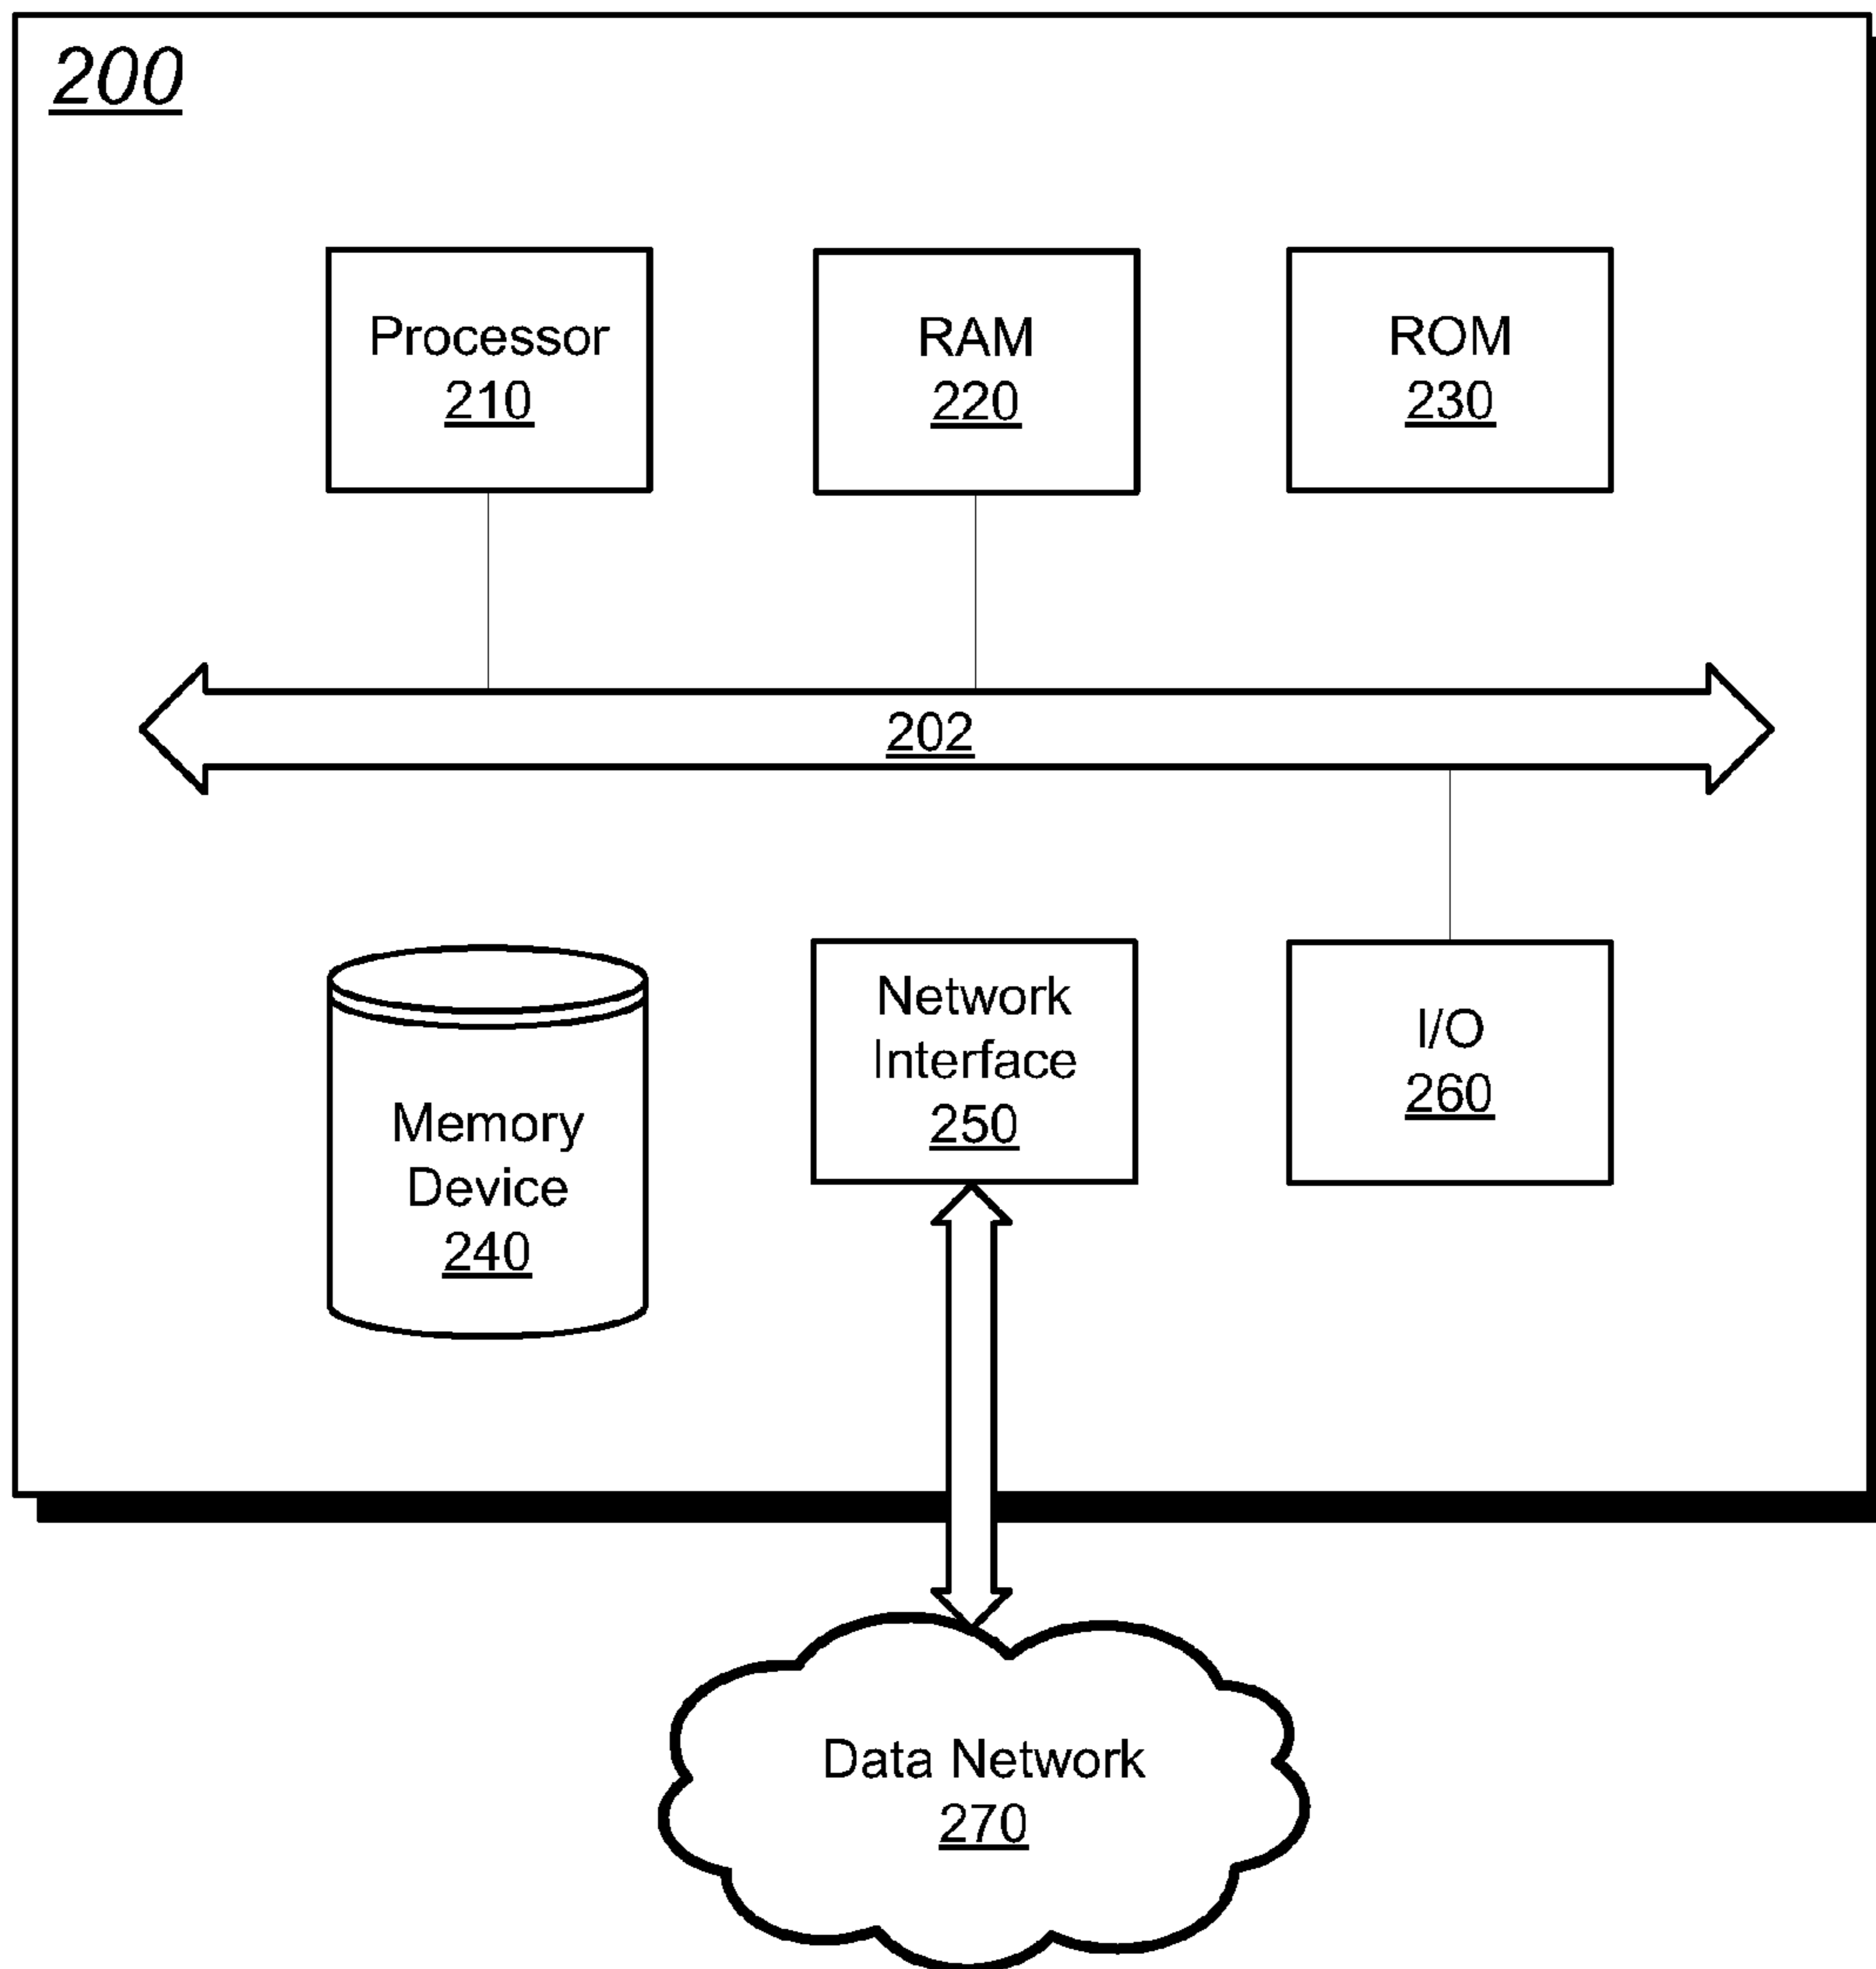 200
Processor
210
RAM
220
ROM
230
202
Memory
Device
240
Network
Interface
250
I/O
260
Data Network
270